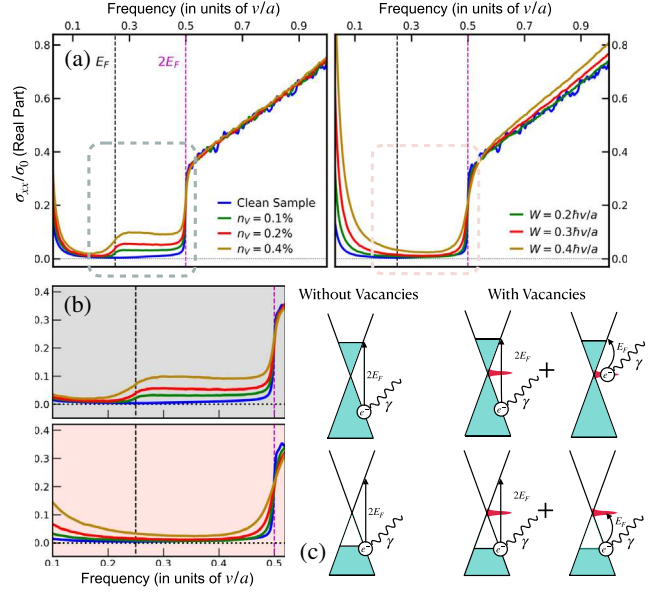 Frequency (in units of v/a)
Frequency (in units of v/a)
0.1 0.3 0.5 0.7 0.9
0.1 0.3 0.5 0.7 0.9
(a)
E_F
2E_F
0.8
0.6
0.4
0.2
0.0
σ_xx/σ_0 (Real Part)
Clean Sample
n_V = 0.1%
n_V = 0.2%
n_V = 0.4%
0.8
0.6
0.4
0.2
0.0
W = 0.2ħv/a
W = 0.3ħv/a
W = 0.4ħv/a
(b)
0.4
0.3
0.2
0.1
0.0
0.4
0.3
0.2
0.1
0.0
0.1 0.2 0.3 0.4 0.5
Frequency (in units of v/a)
σ_xx/σ_0 (Real Part)
Without Vacancies
With Vacancies
2E_F
e⁻
γ
2E_F
e⁻
γ
+
E_F
e⁻
γ
(c)
2E_F
e⁻
γ
2E_F
e⁻
γ
+
E_F
e⁻
γ